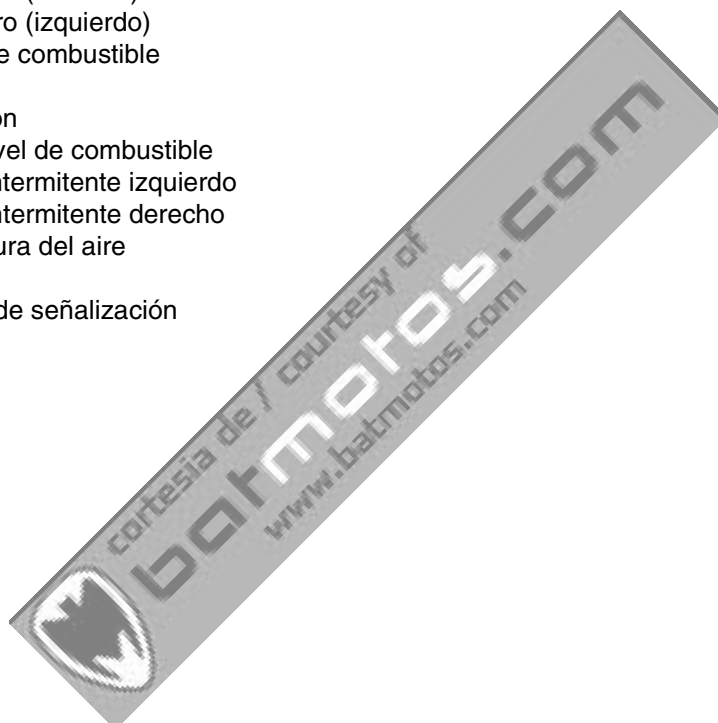 ro (izquierdo)
e combustible
ón
vel de combustible
ntermitente izquierdo
ntermitente derecho
ura del aire
de señalización
cortesia de / courtesy of
batmotos.com
www.batmotos.com